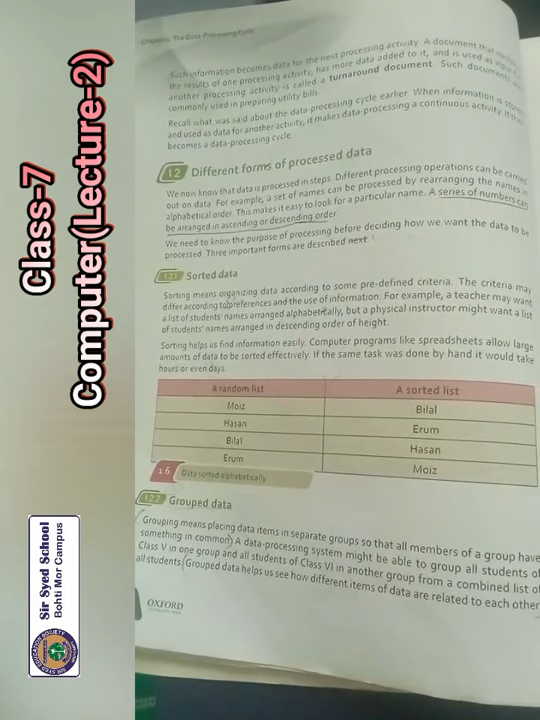 Class-7
Computer(Lecture-2)
Sir Syed School
Bohti Mor Campus
Chapter 1 The Data Processing Cycle
Such information becomes data for the next processing activity. A document that
the results of one processing activity, has more data added to it, and is used as input
another processing activity is called a turnaround document. Such documents
commonly used in preparing utility bills.
Recall what was said about the data-processing cycle earlier. When information is stored
and used as data for another activity, it makes data-processing a continuous activity.
becomes a data-processing cycle.
1.2 Different forms of processed data
We now know that data is processed in steps. Different processing operations can be carried
out on data. For example, a set of names can be processed by rearranging the names in
alphabetical order. This makes it easy to look for a particular name. A series of numbers can
be arranged in ascending or descending order.
We need to know the purpose of processing before deciding how we want the data to be
processed. Three important forms are described next.
1.2.1 Sorted data
Sorting means organizing data according to some pre-defined criteria. The criteria may
differ according to preferences and the use of information. For example, a teacher may want
a list of students' names arranged alphabetically, but a physical instructor might want a list
of students' names arranged in descending order of height.
Sorting helps us find information easily. Computer programs like spreadsheets allow large
amounts of data to be sorted effectively. If the same task was done by hand it would take
hours or even days.
A random list A sorted list
Moiz Bilal
Hasan Erum
Bilal Hasan
Erum Moiz
1.6 Data sorted alphabetically
1.2.2 Grouped data
Grouping means placing data items in separate groups so that all members of a group have
something in common. A data-processing system might be able to group all students of
Class V in one group and all students of Class VI in another group from a combined list of
all students. Grouped data helps us see how different items of data are related to each other
OXFORD